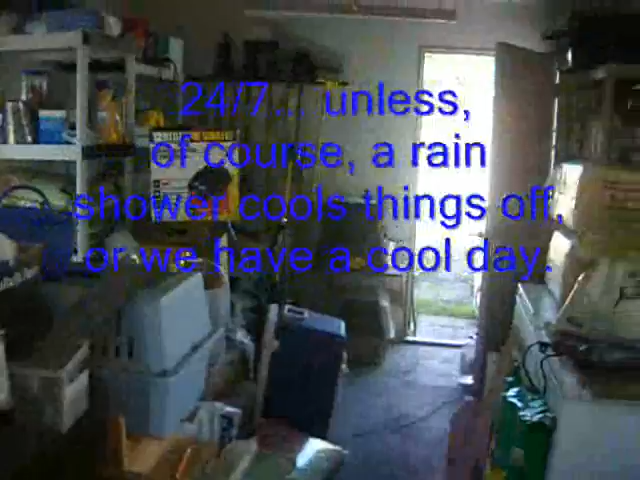 24/7... unless,
of course, a rain
shower cools things off,
or we have a cool day.